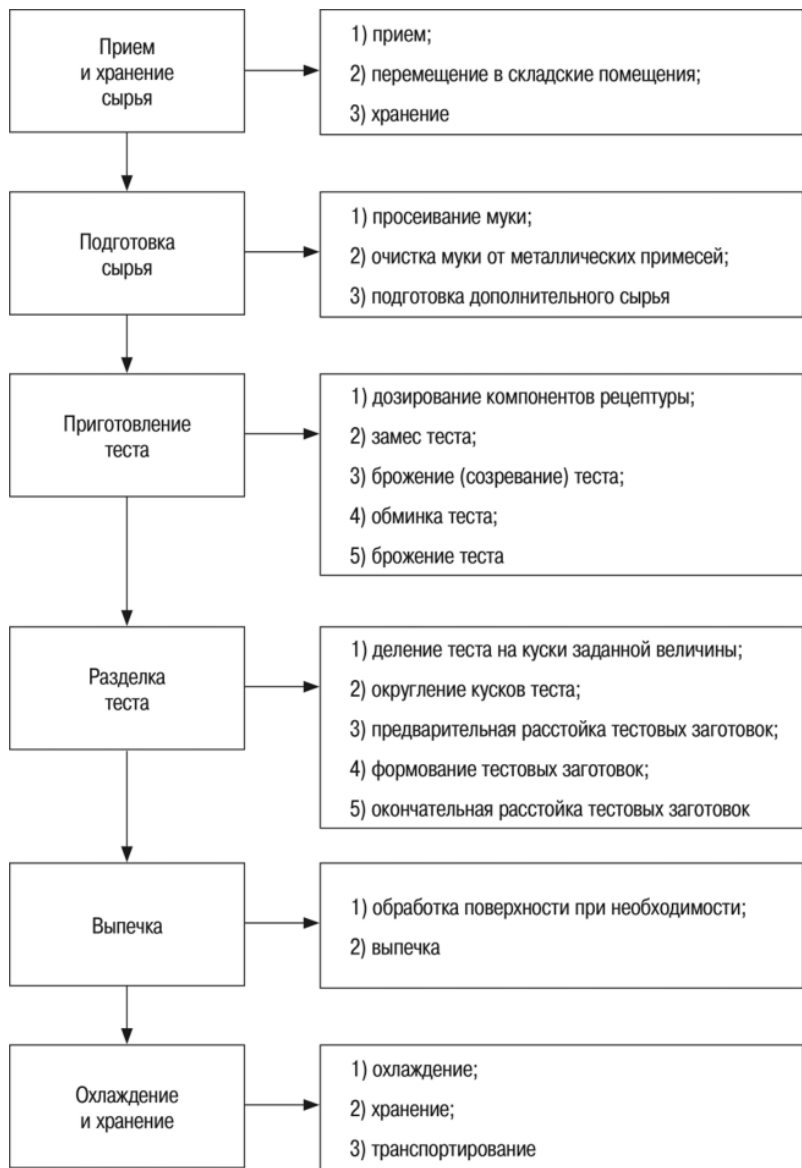 Прием
и хранение
сырья
1) прием;
2) перемещение в складские помещения;
3) хранение
Подготовка
сырья
1) просеивание муки;
2) очистка муки от металлических примесей;
3) подготовка дополнительного сырья
Приготовление
теста
1) дозирование компонентов рецептуры;
2) замес теста;
3) брожение (созревание) теста;
4) обминка теста;
5) брожение теста
Разделка
теста
1) деление теста на куски заданной величины;
2) округление кусков теста;
3) предварительная расстойка тестовых заготовок;
4) формование тестовых заготовок;
5) окончательная расстойка тестовых заготовок
Выпечка
1) обработка поверхности при необходимости;
2) выпечка
Охлаждение
и хранение
1) охлаждение;
2) хранение;
3) транспортирование